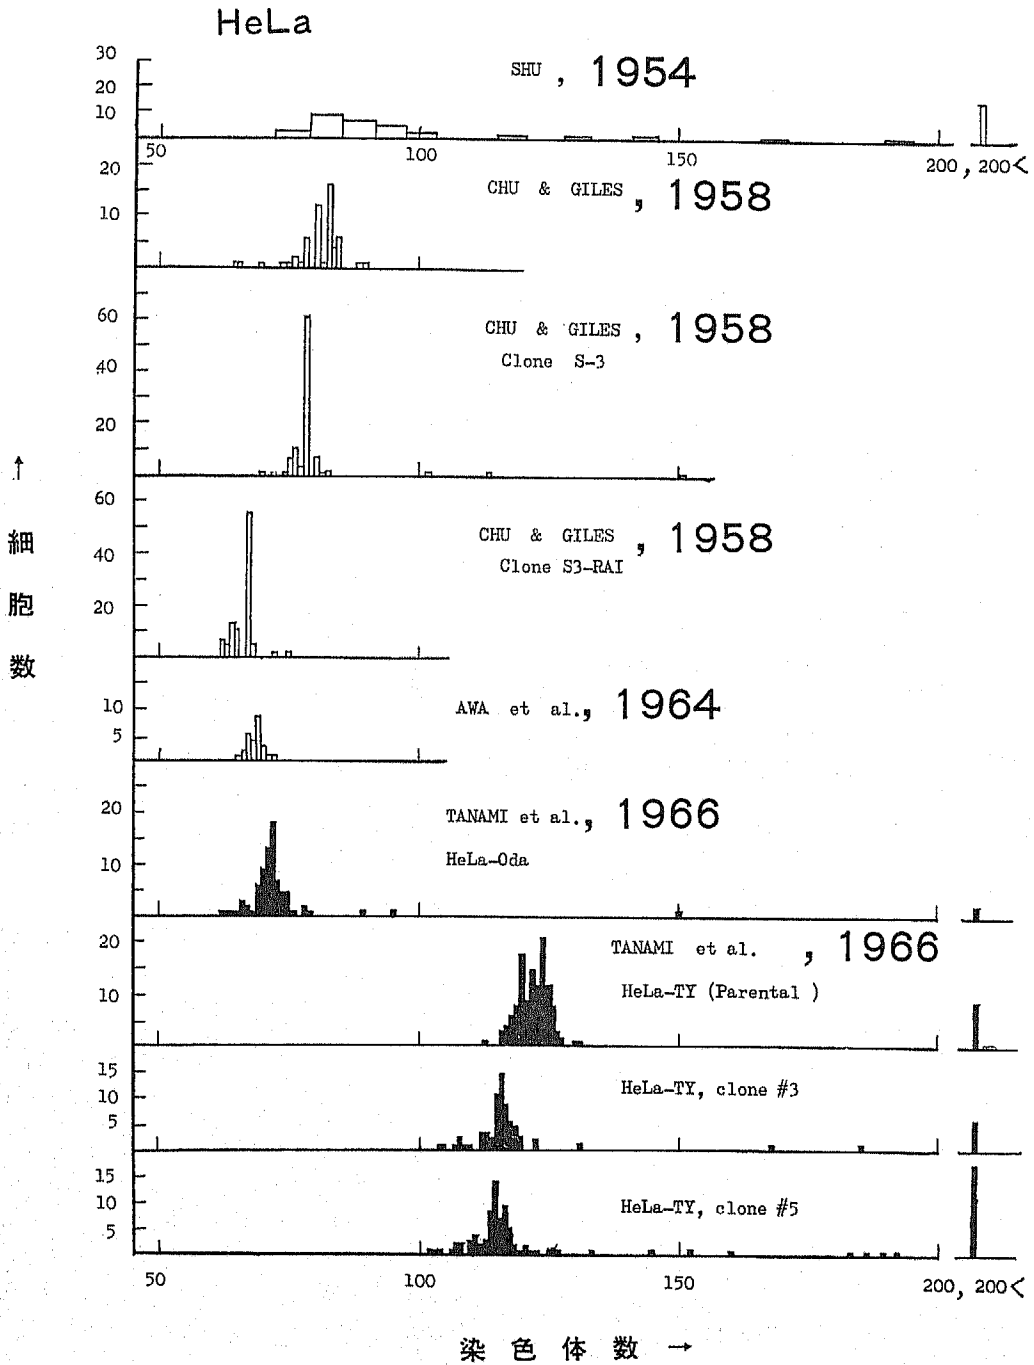 HeLa
SHU , 1954
30
20
10
50 100 150 200, 200<
CHU & GILES , 1958
20
10
CHU & GILES , 1958
Clone S-3
60
40
20
CHU & GILES , 1958
Clone S3-RAI
60
40
20
AWA et al., 1964
10
5
TANAMI et al., 1966
HeLa-Oda
20
10
TANAMI et al. , 1966
HeLa-TY (Parental )
20
10
HeLa-TY, clone #3
15
10
5
HeLa-TY, clone #5
15
10
5
50 100 150 200, 200<
細胞数 →
染色体数 →